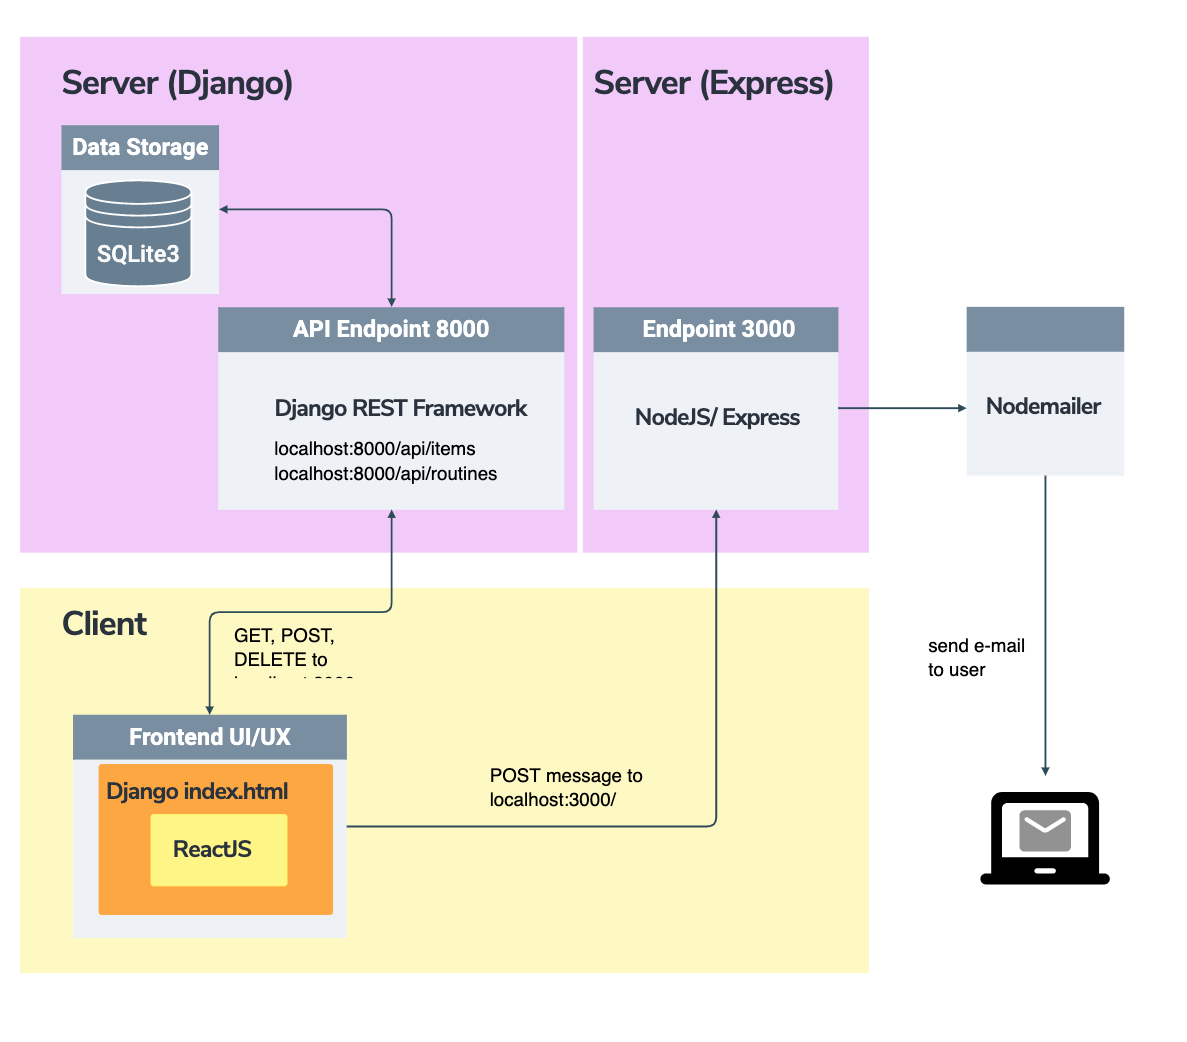 Server (Django)
Server (Express)
Data Storage
SQLite3
API Endpoint 8000
Django REST Framework
localhost:8000/api/items
localhost:8000/api/routines
Endpoint 3000
NodeJS/ Express
Nodemailer
Client
GET, POST,
DELETE to
send e-mail
to user
Frontend UI/UX
Django index.html
ReactJS
POST message to
localhost:3000/